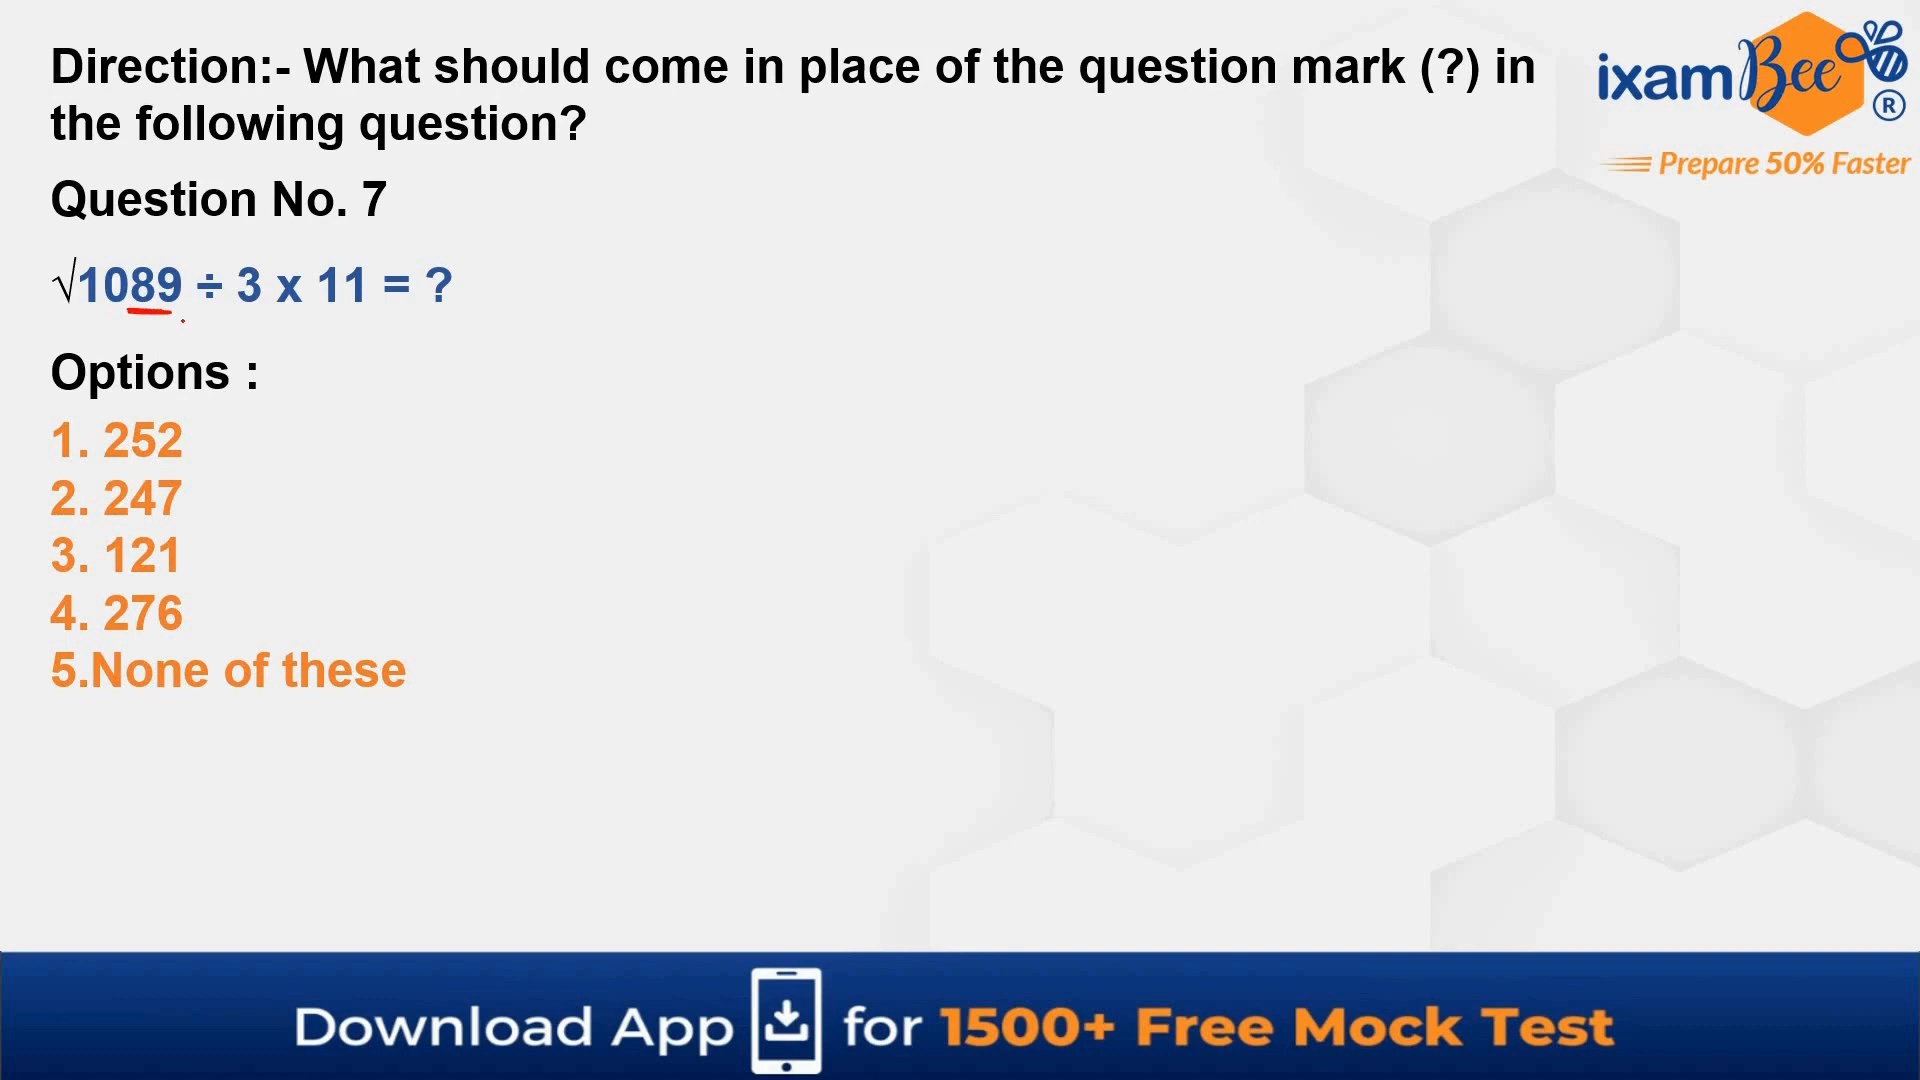 Direction:- What should come in place of the question mark (?) in
the following question?
Question No. 7
√1089 ÷ 3 x 11 = ?
Options :
1. 252
2. 247
3. 121
4. 276
5.None of these
ixamBee ®
Prepare 50% Faster
Download App for 1500+ Free Mock Test